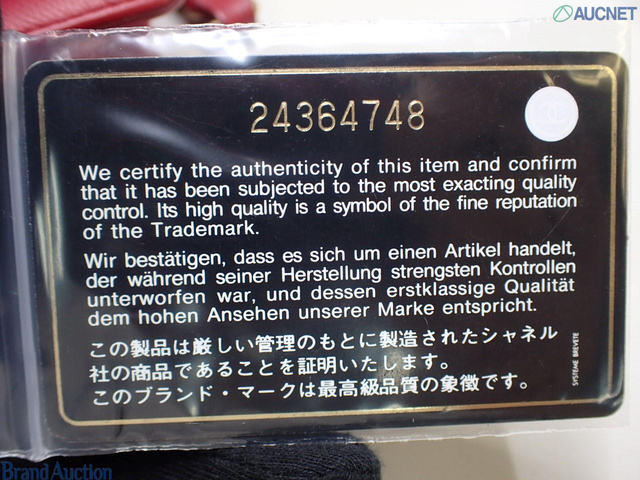 AUCNET
24364748
We certify the authenticity of this item and confirm
that it has been subjected to the most exacting quality
control. Its high quality is a symbol of the fine reputation
of the Trademark.
Wir bestätigen, dass es sich um einen Artikel handelt,
der während seiner Herstellung strengsten Kontrollen
unterworfen war, und dessen erstklassige Qualität
dem hohen Ansehen unserer Marke entspricht.
この製品は厳しい管理のもとに製造されたシャネル
社の商品であることを証明いたします。
このブランド・マークは最高級品質の象徴です。
SYSTEME BREVETE
Brand Auction